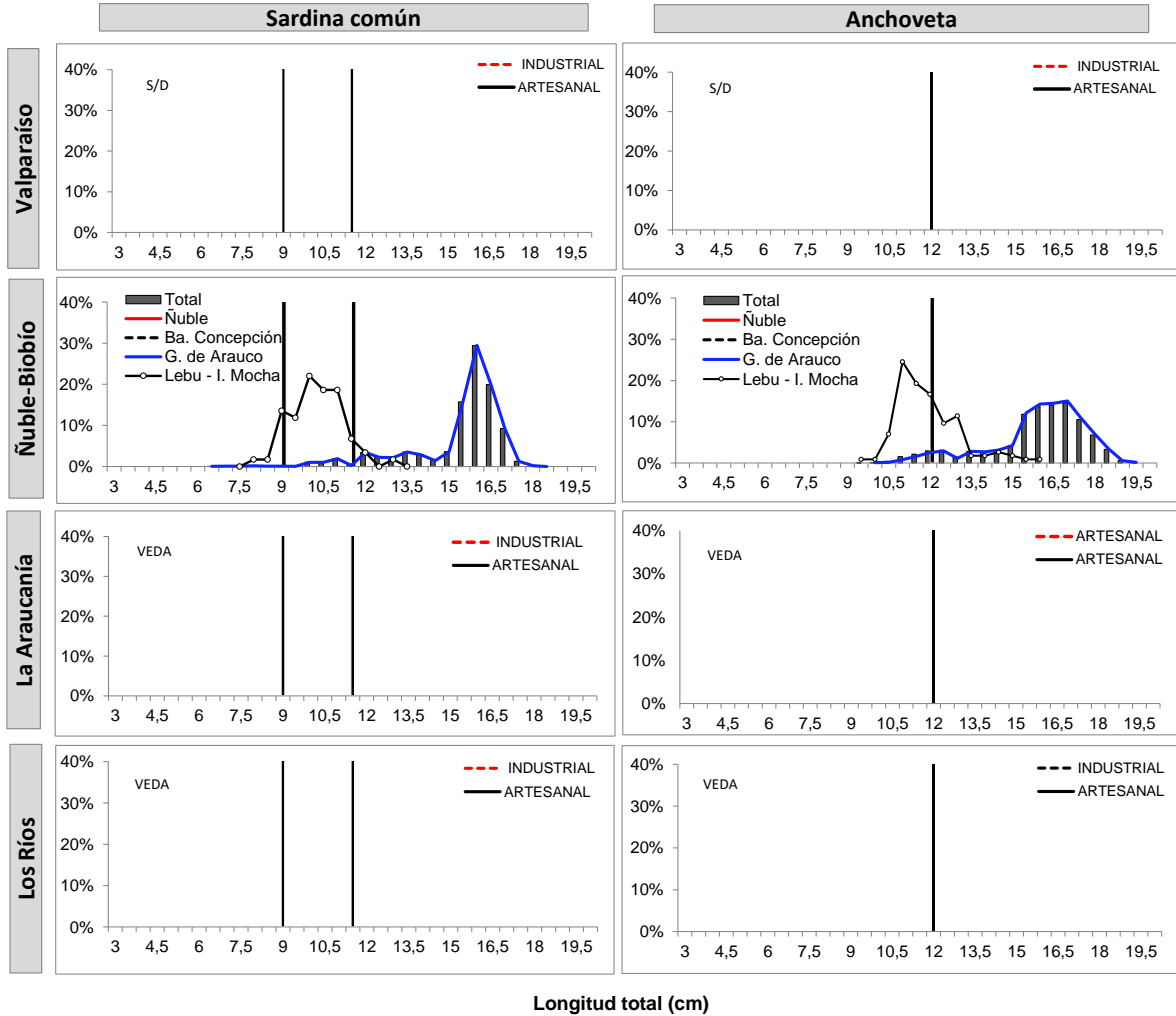 Sardina común
Anchoveta
Valparaíso
40%
30%
20%
10%
0%
S/D
INDUSTRIAL
ARTESANAL
3 4,5 6 7,5 9 10,5 12 13,5 15 16,5 18 19,5
40%
30%
20%
10%
0%
S/D
INDUSTRIAL
ARTESANAL
3 4,5 6 7,5 9 10,5 12 13,5 15 16,5 18 19,5
Ñuble-Biobío
40%
30%
20%
10%
0%
Total
Ñuble
Ba. Concepción
G. de Arauco
Lebu - I. Mocha
3 4,5 6 7,5 9 10,5 12 13,5 15 16,5 18 19,5
40%
30%
20%
10%
0%
Total
Ñuble
Ba. Concepción
G. de Arauco
Lebu - I. Mocha
3 4,5 6 7,5 9 10,5 12 13,5 15 16,5 18 19,5
La Araucanía
40%
30%
20%
10%
0%
VEDA
INDUSTRIAL
ARTESANAL
3 4,5 6 7,5 9 10,5 12 13,5 15 16,5 18 19,5
40%
30%
20%
10%
0%
VEDA
ARTESANAL
ARTESANAL
3 4,5 6 7,5 9 10,5 12 13,5 15 16,5 18 19,5
Los Ríos
40%
30%
20%
10%
0%
VEDA
INDUSTRIAL
ARTESANAL
3 4,5 6 7,5 9 10,5 12 13,5 15 16,5 18 19,5
40%
30%
20%
10%
0%
VEDA
INDUSTRIAL
ARTESANAL
3 4,5 6 7,5 9 10,5 12 13,5 15 16,5 18 19,5
Longitud total (cm)